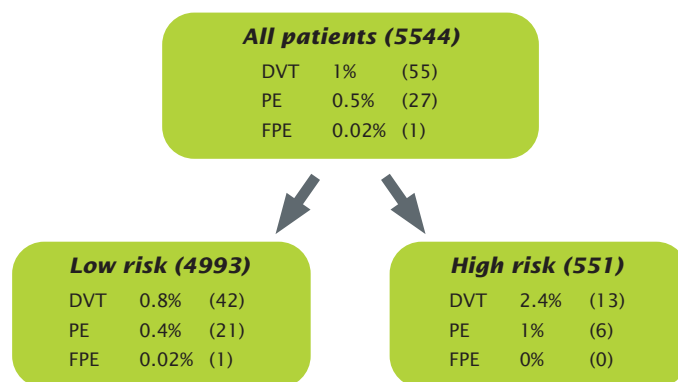 All patients (5544)
DVT 1% (55)
PE 0.5% (27)
FPE 0.02% (1)
Low risk (4993)
DVT 0.8% (42)
PE 0.4% (21)
FPE 0.02% (1)
High risk (551)
DVT 2.4% (13)
PE 1% (6)
FPE 0% (0)